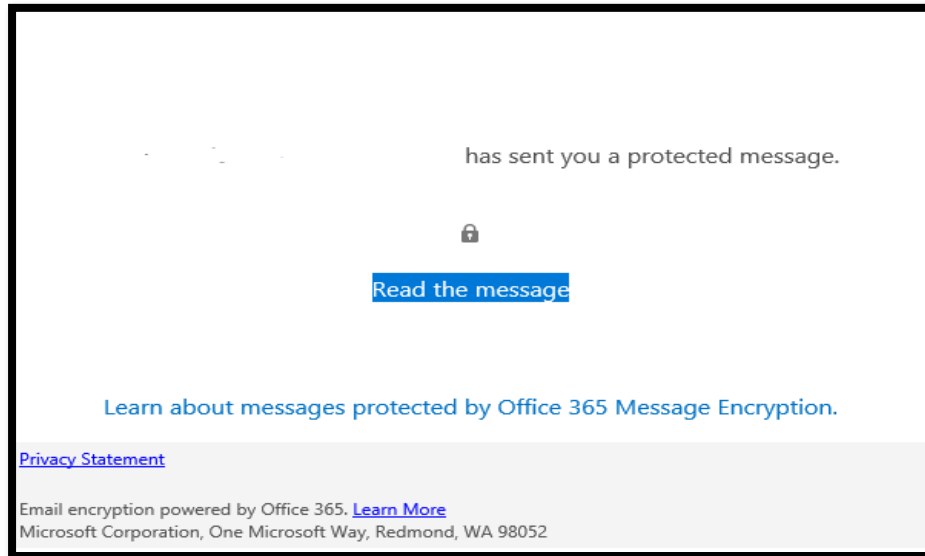 has sent you a protected message.
Read the message
Learn about messages protected by Office 365 Message Encryption.
Privacy Statement
Email encryption powered by Office 365. Learn More
Microsoft Corporation, One Microsoft Way, Redmond, WA 98052